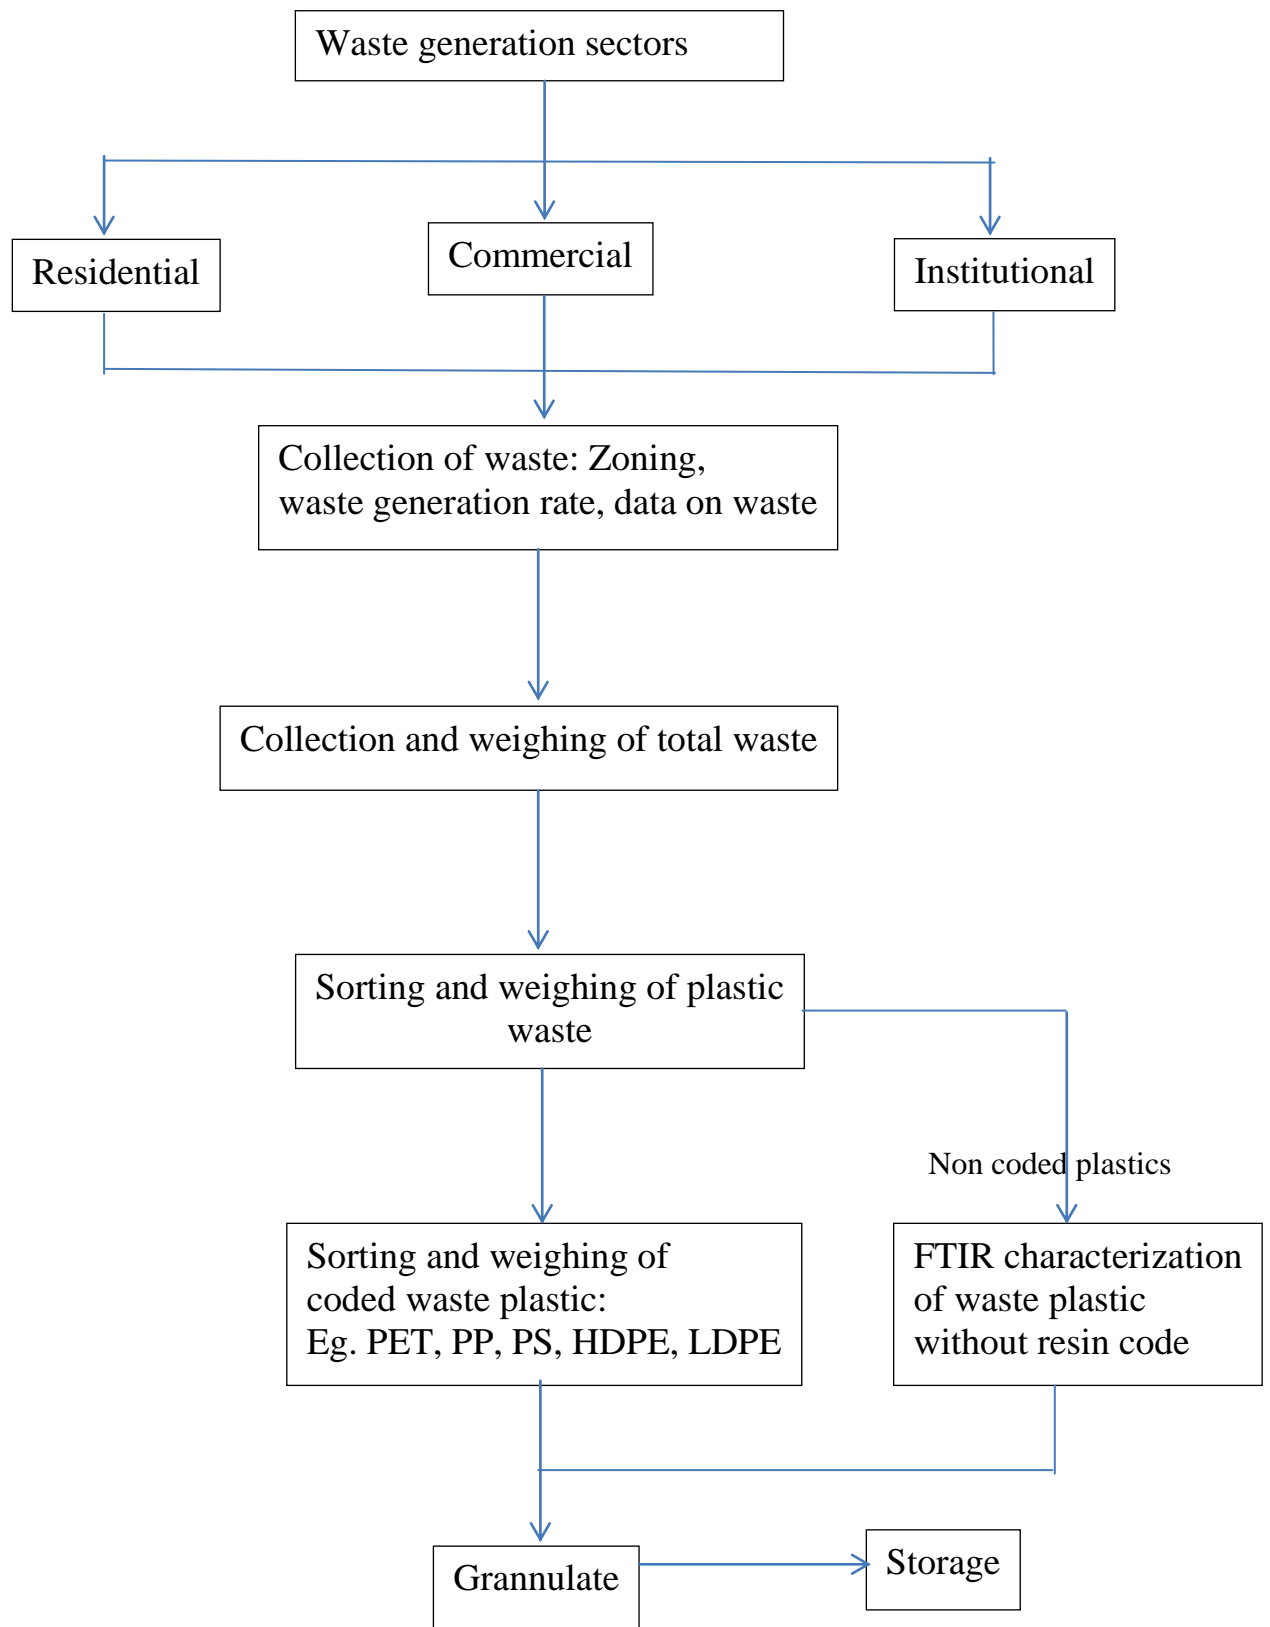 Waste generation sectors
Residential
Commercial
Institutional
Collection of waste: Zoning,
waste generation rate, data on waste
Collection and weighing of total waste
Sorting and weighing of plastic
waste
Non coded plastics
Sorting and weighing of
coded waste plastic:
Eg. PET, PP, PS, HDPE, LDPE
FTIR characterization
of waste plastic
without resin code
Grannulate
Storage